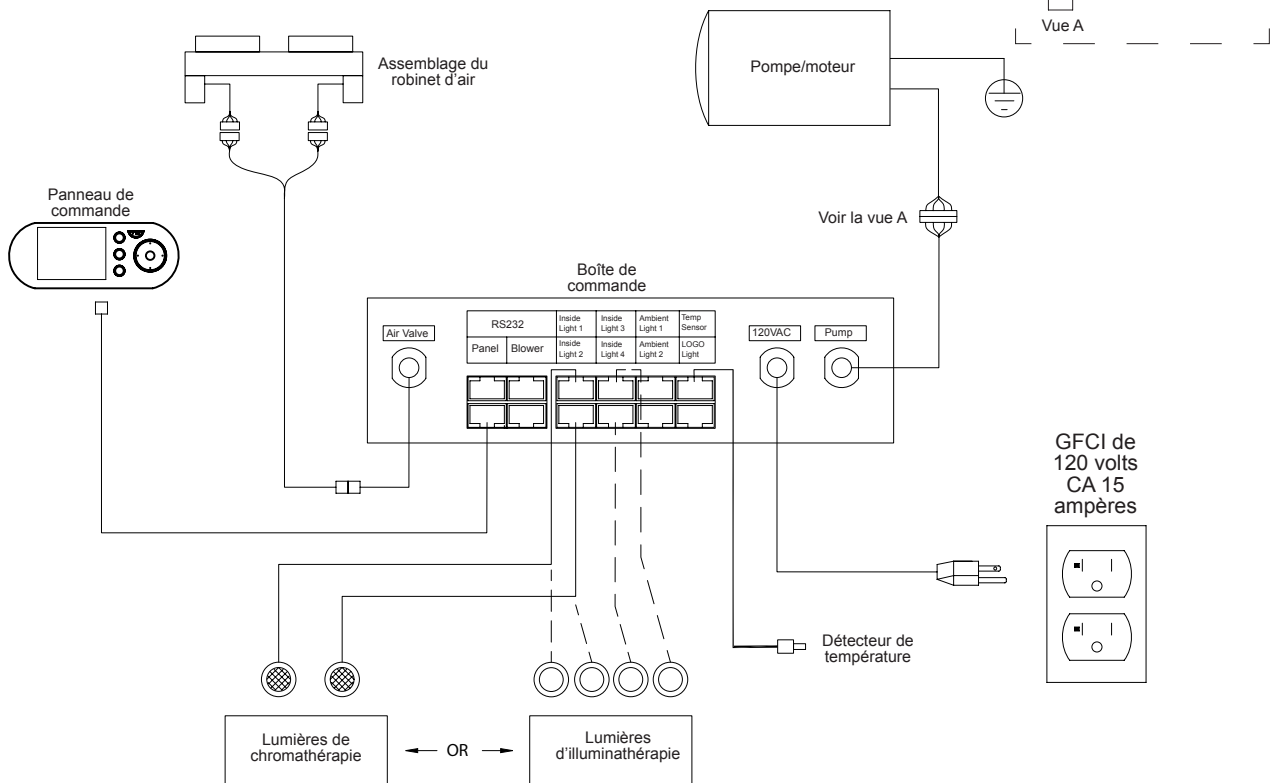 Vue A
Assemblage du
robinet d'air
Pompe/moteur
Panneau de
commande
Voir la vue A
Boîte de
commande
Air Valve
RS232
Inside
Light 1
Inside
Light 3
Ambient
Light 1
Temp
Sensor
120VAC
Pump
Panel
Blower
Inside
Light 2
Inside
Light 4
Ambient
Light 2
LOGO
Light
GFCI de
120 volts
CA 15
ampères
Détecteur de
température
Lumières de
chromathérapie
OR
Lumières
d'illuminathérapie